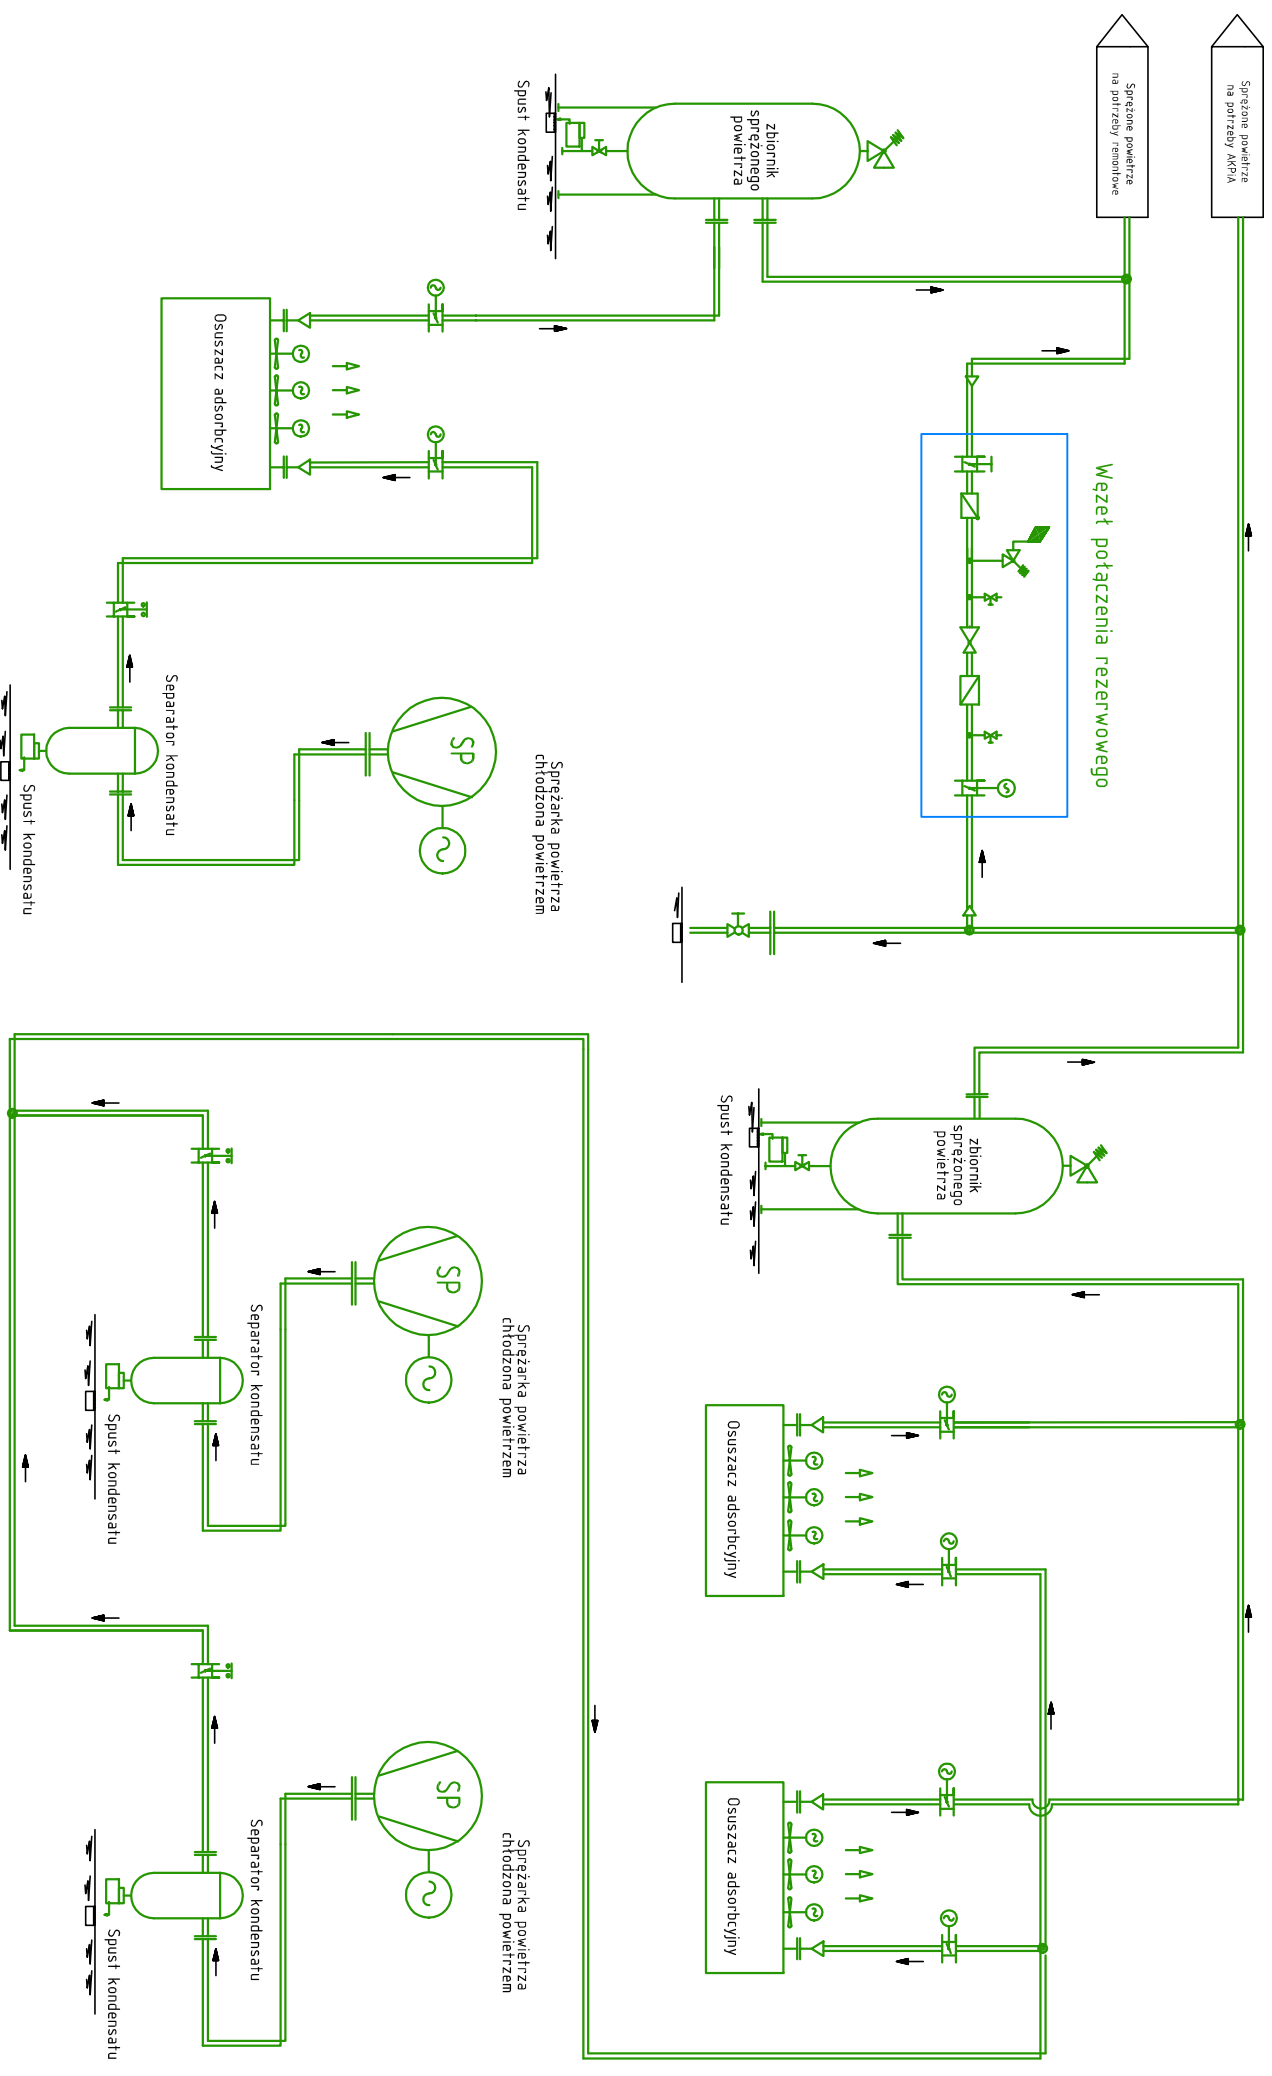 Sprężone powietrze
na potrzeby AKPiA
Sprężone powietrze
na potrzeby remontowe
Węzeł połączenia rezerwowego
zbiornik
sprężonego
powietrza
zbiornik
sprężonego
powietrza
Osuszacz adsorbcyjny
Osuszacz adsorbcyjny
Spust kondensatu
Sprężarka powietrza
chłodzona powietrzem
Spust kondensatu
Sprężarka powietrza
chłodzona powietrzem
Sprężarka powietrza
chłodzona powietrzem
SP
SP
SP
Separator kondensatu
Separator kondensatu
Osuszacz adsorbcyjny
Separator kondensatu
Spust kondensatu
Spust kondensatu
Spust kondensatu